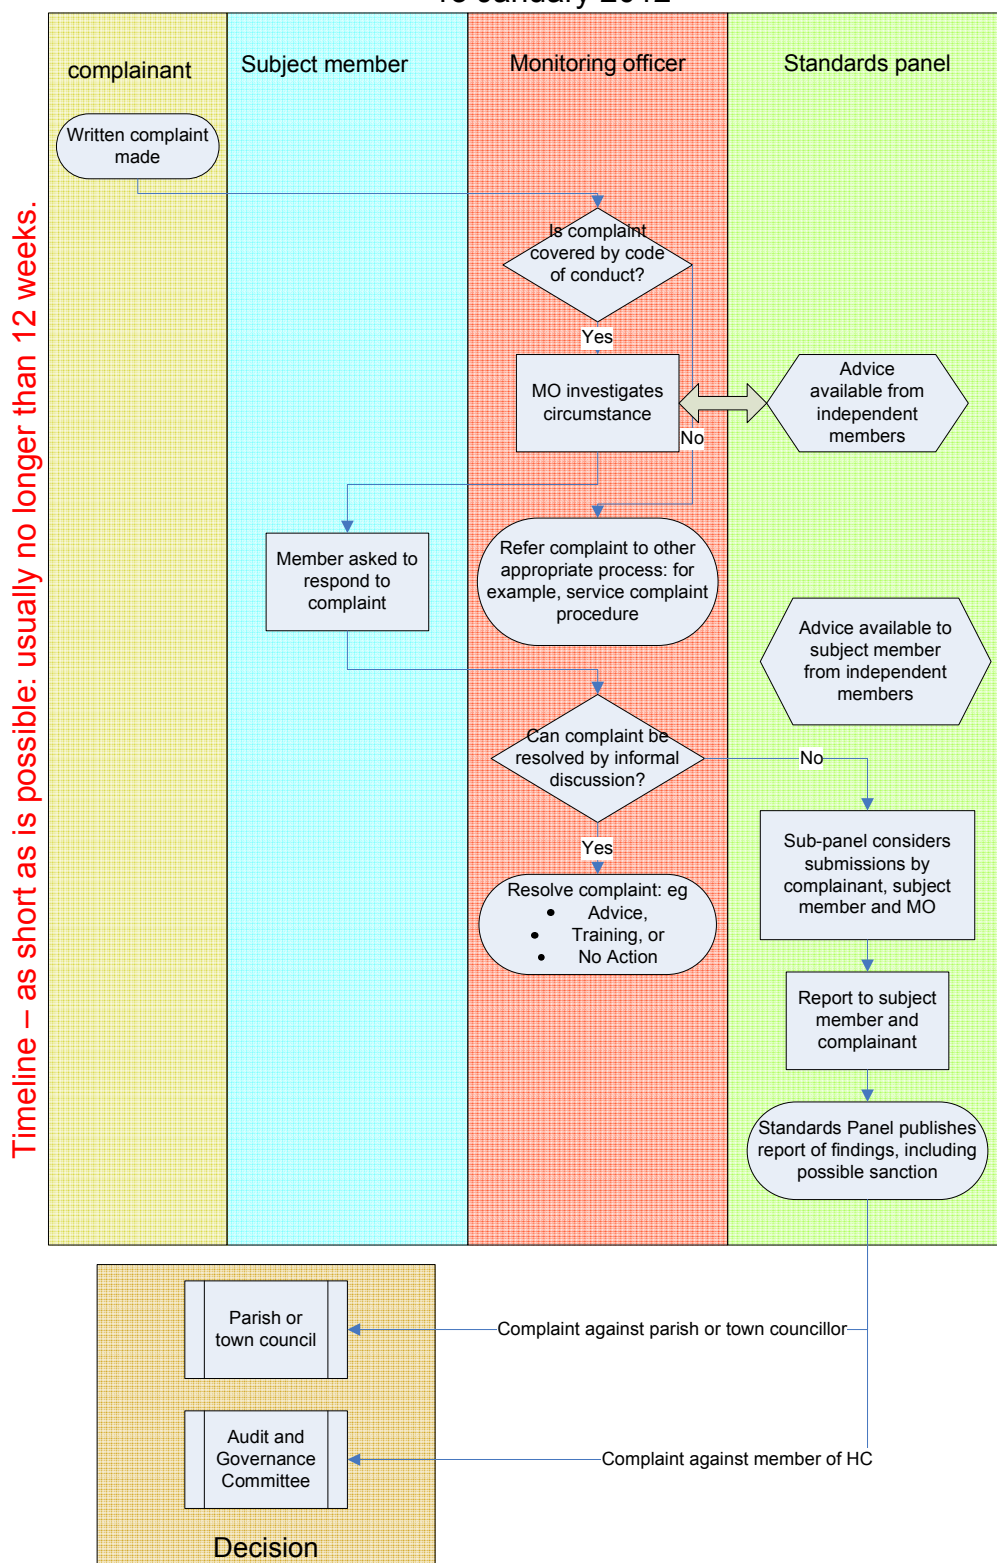 complainant
Subject member
Monitoring officer
Standards panel
Timeline – as short as is possible: usually no longer than 12 weeks.
Written complaint
made
Is complaint
covered by code
of conduct?
Yes
MO investigates
circumstance
Advice
available from
independent
members
No
Member asked to
respond to
complaint
Refer complaint to other
appropriate process: for
example, service complaint
procedure
Advice available to
subject member
from independent
members
Can complaint be
resolved by informal
discussion?
No
Yes
Sub-panel considers
submissions by
complainant, subject
member and MO
Resolve complaint: eg
• Advice,
• Training, or
• No Action
Report to subject
member and
complainant
Standards Panel publishes
report of findings, including
possible sanction
Parish or
town council
Complaint against parish or town councillor
Audit and
Governance
Committee
Complaint against member of HC
Decision